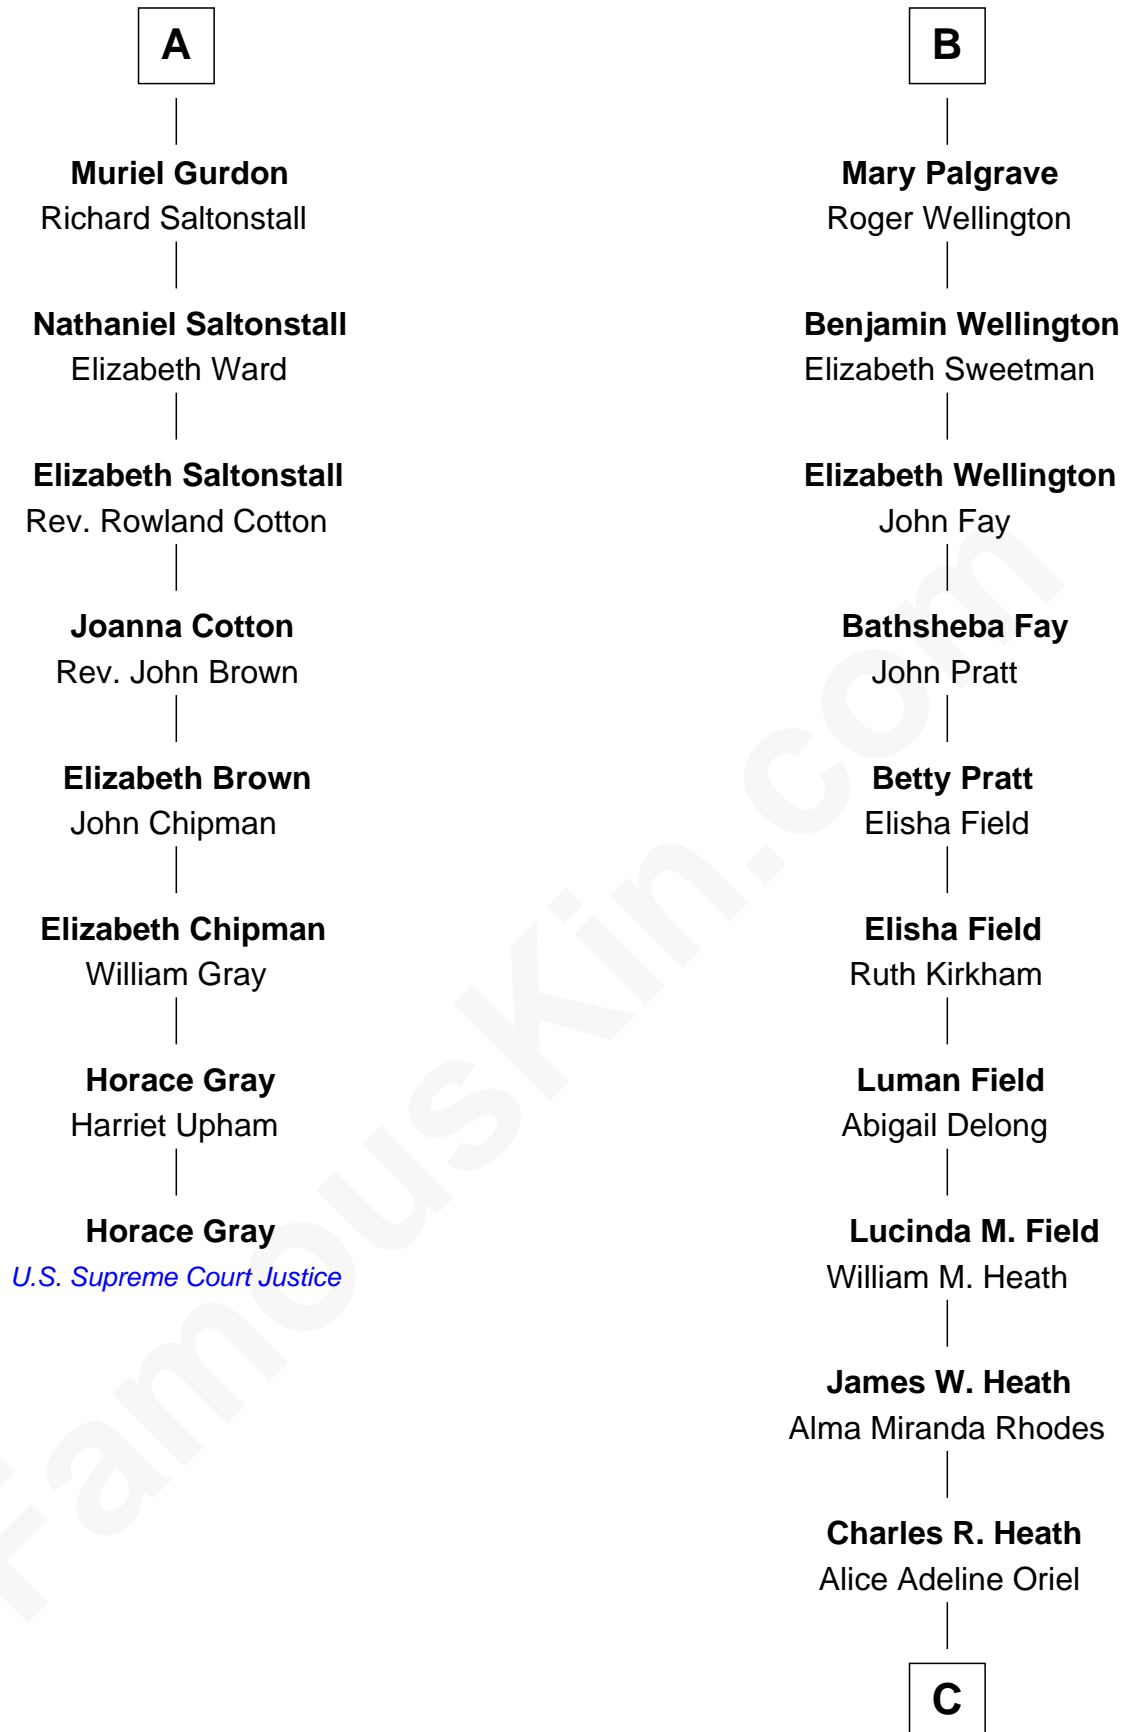 A
Muriel Gurdon
Richard Saltonstall
Nathaniel Saltonstall
Elizabeth Ward
Elizabeth Saltonstall
Rev. Rowland Cotton
Joanna Cotton
Rev. John Brown
Elizabeth Brown
John Chipman
Elizabeth Chipman
William Gray
Horace Gray
Harriet Upham
Horace Gray
U.S. Supreme Court Justice
B
Mary Palgrave
Roger Wellington
Benjamin Wellington
Elizabeth Sweetman
Elizabeth Wellington
John Fay
Bathsheba Fay
John Pratt
Betty Pratt
Elisha Field
Elisha Field
Ruth Kirkham
Luman Field
Abigail Delong
Lucinda M. Field
William M. Heath
James W. Heath
Alma Miranda Rhodes
Charles R. Heath
Alice Adeline Oriel
C
FamousKin.com